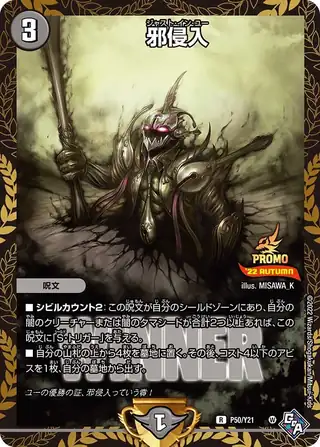 3
ジャスト・イン・ユー
邪侵入
PROMO
'22 AUTUMN
illus. MISAWA_K
呪文
■シビルカウント2:この呪文が自分のシールドゾーンにあり、自分の
闇のクリーチャーまたは闇のタマシードが合計2つ以上あれば、この
呪文に「S・トリガー」を与える。
■自分の山札の上から4枚を墓地に置く。その後、コスト4以下のアビ
スを1枚、自分の墓地から出す。
WINNER
ユーの優勝の証、邪侵入っていう尊!
R P50/Y21
1